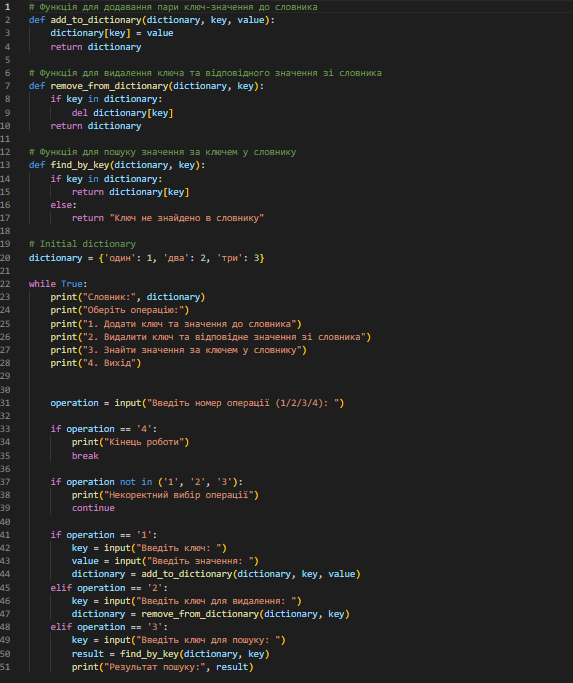 1 # Функція для додавання пари ключ-значення до словника
2 def add_to_dictionary(dictionary, key, value):
3     dictionary[key] = value
4     return dictionary
5
6 # Функція для видалення ключа та відповідного значення зі словника
7 def remove_from_dictionary(dictionary, key):
8     if key in dictionary:
9         del dictionary[key]
10     return dictionary
11
12 # Функція для пошуку значення за ключем у словнику
13 def find_by_key(dictionary, key):
14     if key in dictionary:
15         return dictionary[key]
16     else:
17         return "Ключ не знайдено в словнику"
18
19 # Initial dictionary
20 dictionary = {'один': 1, 'два': 2, 'три': 3}
21
22 while True:
23     print("Словник:", dictionary)
24     print("Оберіть операцію:")
25     print("1. Додати ключ та значення до словника")
26     print("2. Видалити ключ та відповідне значення зі словника")
27     print("3. Знайти значення за ключем у словнику")
28     print("4. Вихід")
29
30
31     operation = input("Введіть номер операції (1/2/3/4): ")
32
33     if operation == '4':
34         print("Кінець роботи")
35         break
36
37     if operation not in ('1', '2', '3'):
38         print("Некоректний вибір операції")
39         continue
40
41     if operation == '1':
42         key = input("Введіть ключ: ")
43         value = input("Введіть значення: ")
44         dictionary = add_to_dictionary(dictionary, key, value)
45     elif operation == '2':
46         key = input("Введіть ключ для видалення: ")
47         dictionary = remove_from_dictionary(dictionary, key)
48     elif operation == '3':
49         key = input("Введіть ключ для пошуку: ")
50         result = find_by_key(dictionary, key)
51         print("Результат пошуку:", result)